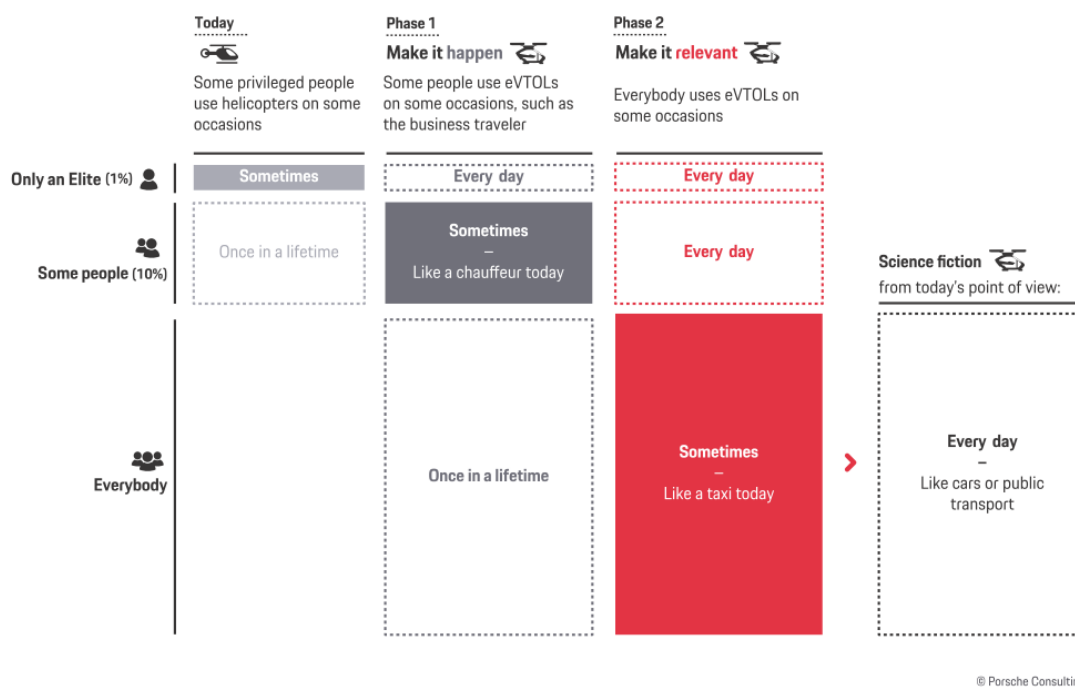 Today
Some privileged people
use helicopters on some
occasions
Phase 1
Make it happen
Some people use eVTOLs
on some occasions, such as
the business traveler
Phase 2
Make it relevant
Everybody uses eVTOLs on
some occasions
Only an Elite (1%)
Sometimes
Every day
Every day
Some people (10%)
Once in a lifetime
Sometimes
–
Like a chauffeur today
Every day
Science fiction
from today's point of view:
Everybody
Once in a lifetime
Sometimes
–
Like a taxi today
Every day
–
Like cars or public
transport
© Porsche Consultin